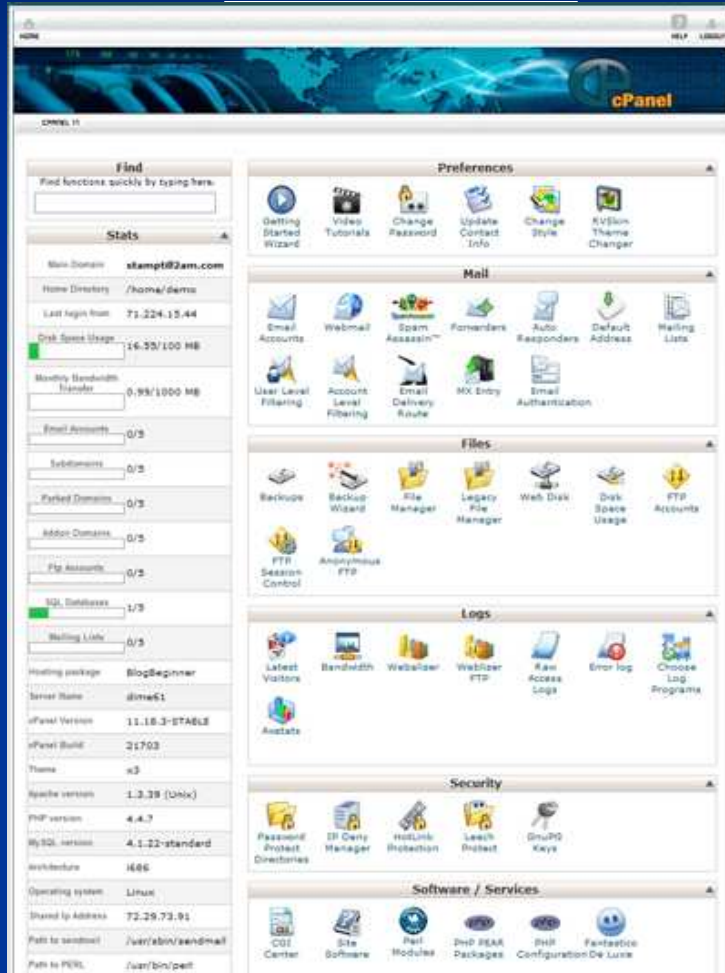 HOME
HELP
LOGOUT
cPanel
CPANEL 11
Find
Find functions quickly by typing here.
Stats
Main Domain stampt@2am.com
Home Directory /home/demo
Last login from 71.224.15.44
Disk Space Usage 16.55/100 MB
Monthly Bandwidth Transfer 0.99/1000 MB
Email Accounts 0/5
Subdomains 0/5
Parked Domains 0/5
Addon Domains 0/5
Ftp Accounts 0/5
SQL Databases 1/5
Mailing Lists 0/5
Hosting package BlogBeginner
Server Name dime61
cPanel Version 11.18.3-STABLE
cPanel Build 21703
Theme x3
Apache version 1.3.39 (Unix)
PHP version 4.4.7
MySQL version 4.1.22-standard
Architecture i686
Operating system Linux
Shared Ip Address 72.29.73.91
Path to sendmail /usr/sbin/sendmail
Path to PERL /usr/bin/perl
Preferences
Getting Started Wizard
Video Tutorials
Change Password
Update Contact Info
Change Style
RVSkin Theme Changer
Mail
Email Accounts
Webmail
Spam Assassin™
Forwarders
Auto Responders
Default Address
Mailing Lists
User Level Filtering
Account Level Filtering
Email Delivery Route
MX Entry
Email Authentication
Files
Backups
Backup Wizard
File Manager
Legacy File Manager
Web Disk
Disk Space Usage
FTP Accounts
FTP Session Control
Anonymous FTP
Logs
Latest Visitors
Bandwidth
Webalizer
Webalizer FTP
Raw Access Logs
Error log
Choose Log Programs
Awstats
Security
Password Protect Directories
IP Deny Manager
HotLink Protection
Leech Protect
GnuPG Keys
Software / Services
CGI Center
Site Software
Perl Modules
PHP PEAR Packages
PHP Configuration
Fantastico De Luxe